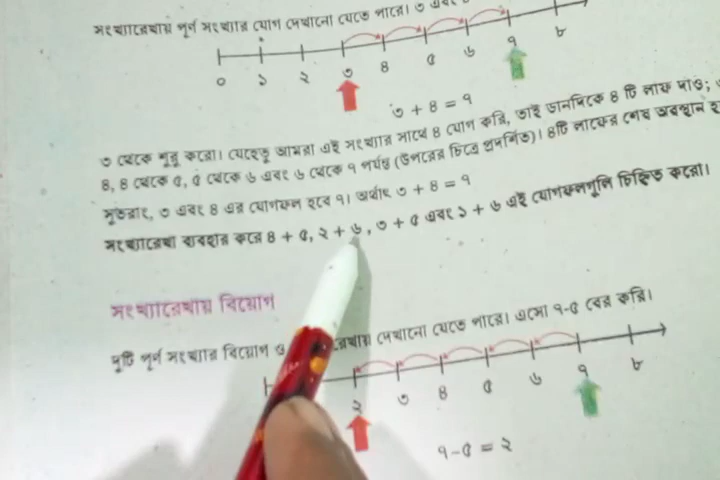 সংখ্যারেখায় পূর্ণ সংখ্যার যোগ দেখানো যেতে পারে। ৩ এবং
০ ১ ২ ৩ ৪ ৫ ৬ ৭ ৮
৩ + ৪ = ৭
৩ থেকে শুরু করো। যেহেতু আমরা এই সংখ্যার সাথে ৪ যোগ করি, তাই ডানদিকে ৪ টি লাফ দাও;
৪, ৪ থেকে ৫, ৫ থেকে ৬ এবং ৬ থেকে ৭ পর্যন্ত (উপরের চিত্রে প্রদর্শিত)। ৪টি লাফের শেষ অবস্থান
সুতরাং, ৩ এবং ৪ এর যোগফল হবে ৭। অর্থাৎ ৩ + ৪ = ৭
সংখ্যারেখা ব্যবহার করে ৪ + ৫, ২ + ৬, ৩ + ৫ এবং ১ + ৬ এই যোগফলগুলি চিহ্নিত করো।
সংখ্যারেখায় বিয়োগ
দুটি পূর্ণ সংখ্যার বিয়োগ দেখানো যেতে পারে। এসো ৭-৫ বের করি।
২ ৩ ৪ ৫ ৬ ৭ ৮
৭-৫ = ২